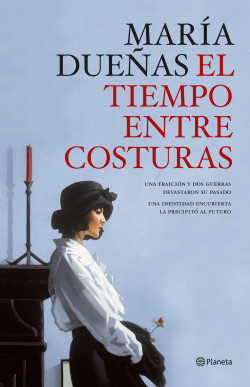 MARÍA
DUEÑAS EL
TIEMPO
ENTRE
COSTURAS
UNA TRAICIÓN Y DOS GUERRAS
DEVASTARON SU PASADO
UNA IDENTIDAD ENCUBIERTA
LA PRECIPITÓ AL FUTURO
Planeta